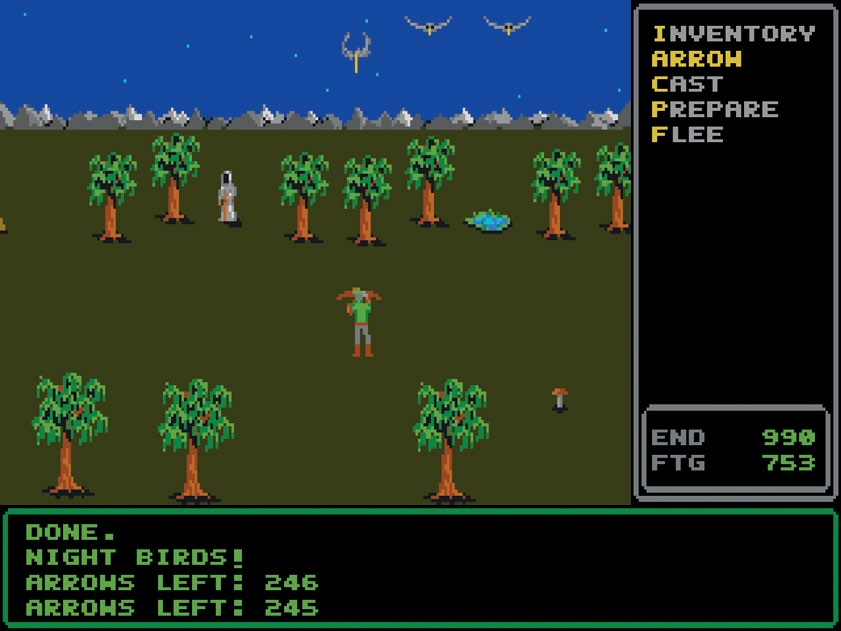 INVENTORY
ARROW
CAST
PREPARE
FLEE
END 990
FTG 753
DONE.
NIGHT BIRDS!
ARROWS LEFT: 246
ARROWS LEFT: 245